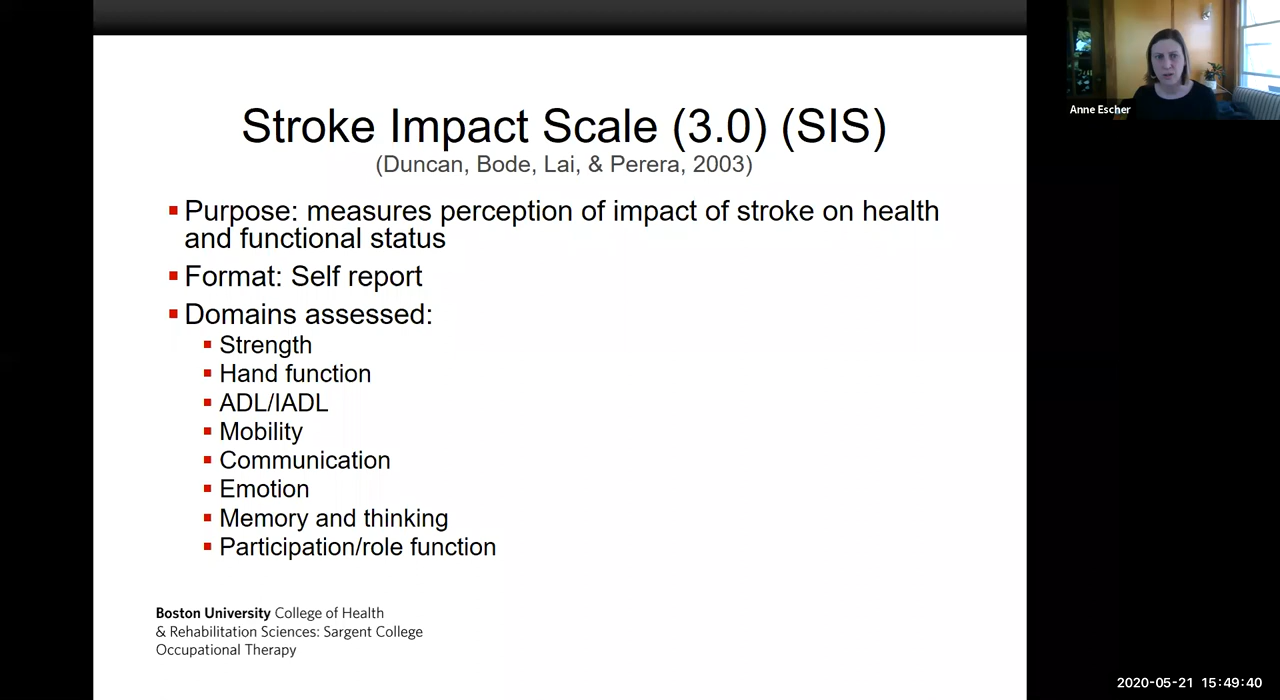 Stroke Impact Scale (3.0) (SIS)
(Duncan, Bode, Lai, & Perera, 2003)
Purpose: measures perception of impact of stroke on health
and functional status
Format: Self report
Domains assessed:
Strength
Hand function
ADL/IADL
Mobility
Communication
Emotion
Memory and thinking
Participation/role function
Boston University College of Health
& Rehabilitation Sciences: Sargent College
Occupational Therapy
Anne Escher
2020-05-21 15:49:40